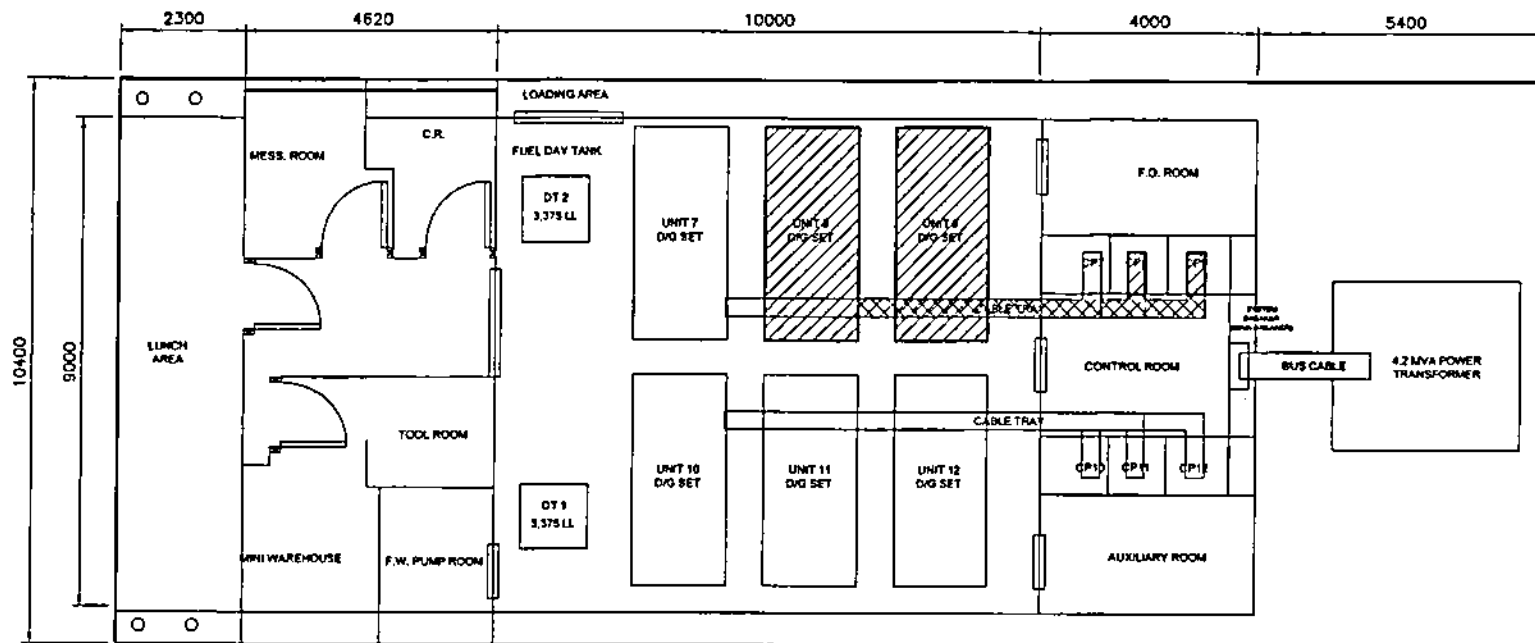 2300
4620
10000
4000
5400
10400
9000
LOADING AREA
C.R.
MESS. ROOM
FUEL DAY TANK
DT 2
3,375 LL
UNIT 7
D/G SET
UNIT 8
D/G SET
UNIT
D/G SET
F.O. ROOM
CABLE TRAY
LUNCH
AREA
CONTROL ROOM
BUS CABLE
4.2 MVA POWER
TRANSFORMER
CABLE TRAY
TOOL ROOM
UNIT 10
D/G SET
UNIT 11
D/G SET
UNIT 12
D/G SET
CP10
CP11
CP12
DT 1
3,375 LL
MINI WAREHOUSE
F.W. PUMP ROOM
AUXILIARY ROOM